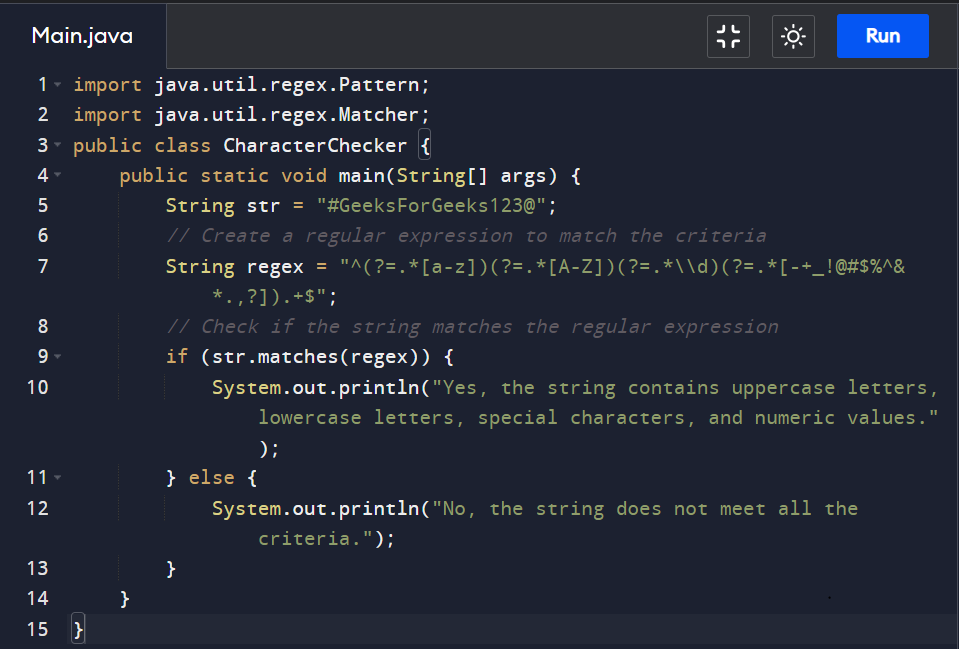 Main.java
Run
1 import java.util.regex.Pattern;
2 import java.util.regex.Matcher;
3 public class CharacterChecker {
4 public static void main(String[] args) {
5 String str = "#GeeksForGeeks123@";
6 // Create a regular expression to match the criteria
7 String regex = "^(?=.*[a-z])(?=.*[A-Z])(?=.*\\d)(?=.*[-+_!@#$%^&
*.,?]).+$";
8 // Check if the string matches the regular expression
9 if (str.matches(regex)) {
10 System.out.println("Yes, the string contains uppercase letters,
lowercase letters, special characters, and numeric values."
);
11 } else {
12 System.out.println("No, the string does not meet all the
criteria.");
13 }
14 }
15 }